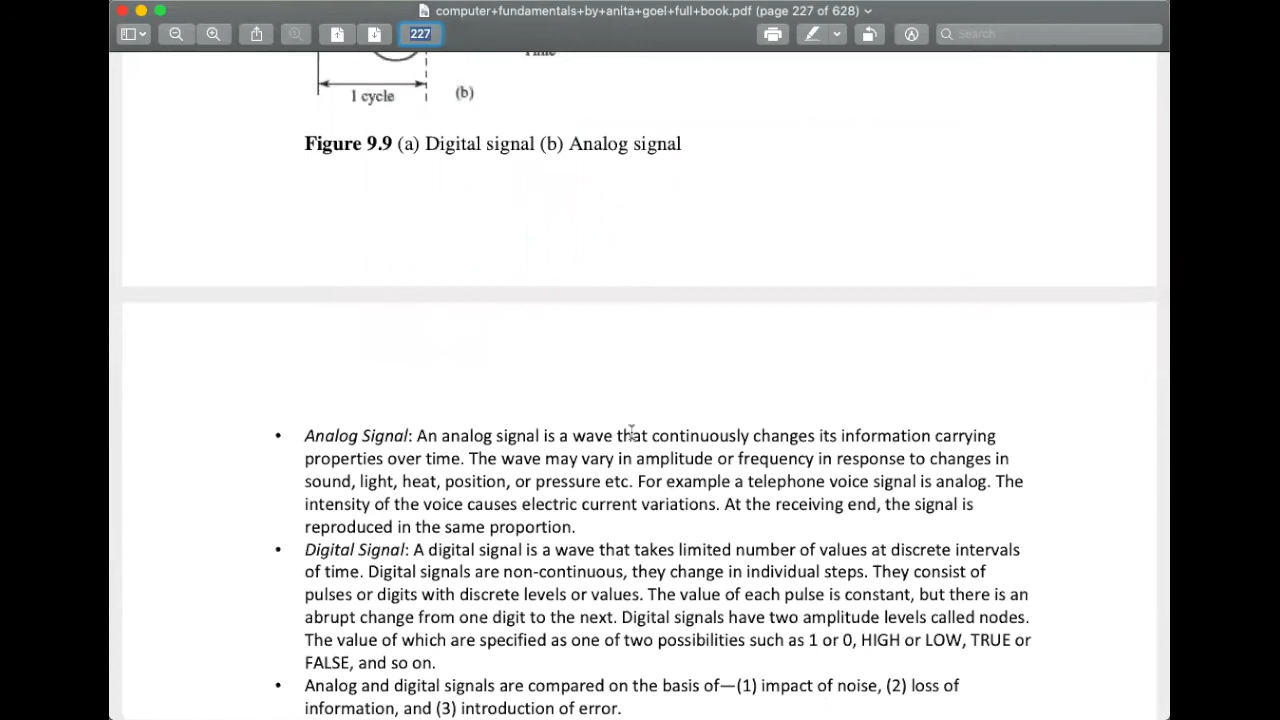 computer+fundamentals+by+anita+goel+full+book.pdf (page 227 of 628)
227
Search
Time
1 cycle
(b)
Figure 9.9 (a) Digital signal (b) Analog signal
• Analog Signal: An analog signal is a wave that continuously changes its information carrying
properties over time. The wave may vary in amplitude or frequency in response to changes in
sound, light, heat, position, or pressure etc. For example a telephone voice signal is analog. The
intensity of the voice causes electric current variations. At the receiving end, the signal is
reproduced in the same proportion.
• Digital Signal: A digital signal is a wave that takes limited number of values at discrete intervals
of time. Digital signals are non-continuous, they change in individual steps. They consist of
pulses or digits with discrete levels or values. The value of each pulse is constant, but there is an
abrupt change from one digit to the next. Digital signals have two amplitude levels called nodes.
The value of which are specified as one of two possibilities such as 1 or 0, HIGH or LOW, TRUE or
FALSE, and so on.
• Analog and digital signals are compared on the basis of—(1) impact of noise, (2) loss of
information, and (3) introduction of error.